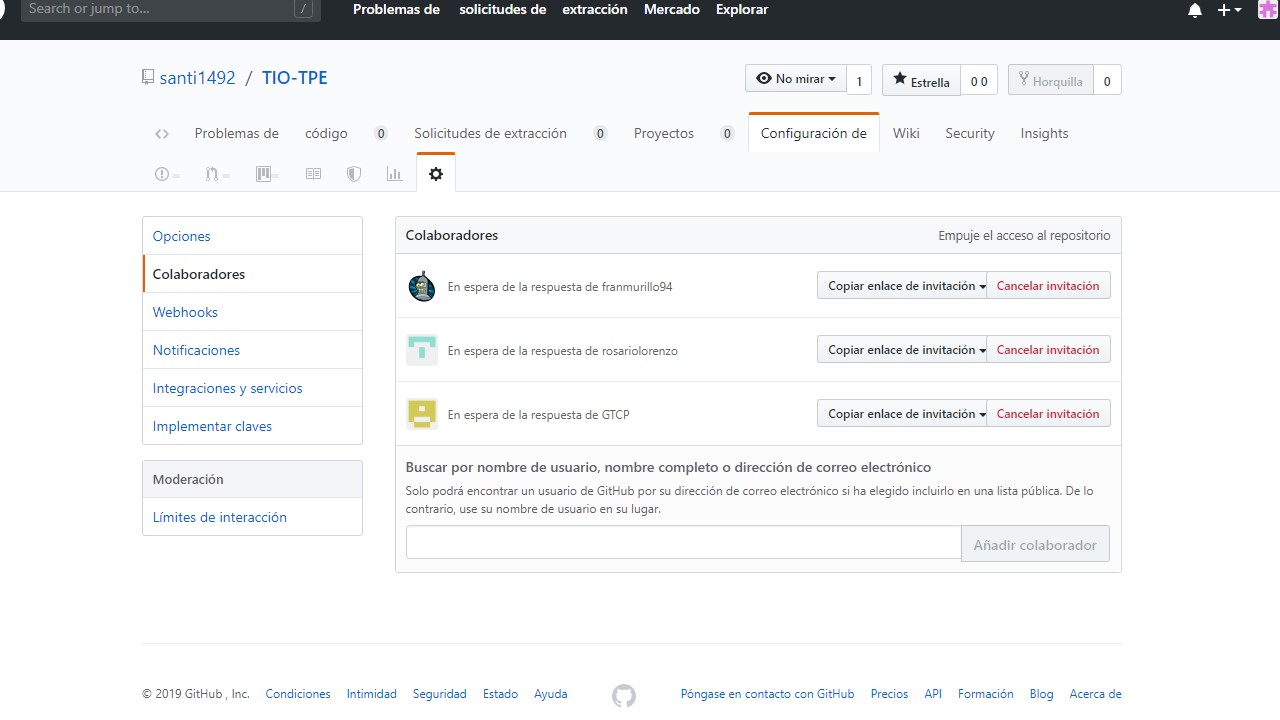 Search or jump to... /
Problemas de solicitudes de extracción Mercado Explorar
santi1492 / TIO-TPE
No mirar 1 Estrella 0 0 Horquilla 0
Problemas de código 0 Solicitudes de extracción 0 Proyectos 0 Configuración de Wiki Security Insights
Opciones
Colaboradores
Webhooks
Notificaciones
Integraciones y servicios
Implementar claves
Moderación
Límites de interacción
Colaboradores Empuje el acceso al repositorio
En espera de la respuesta de franmurillo94 Copiar enlace de invitación Cancelar invitación
En espera de la respuesta de rosariolorenzo Copiar enlace de invitación Cancelar invitación
En espera de la respuesta de GTCP Copiar enlace de invitación Cancelar invitación
Buscar por nombre de usuario, nombre completo o dirección de correo electrónico
Solo podrá encontrar un usuario de GitHub por su dirección de correo electrónico si ha elegido incluirlo en una lista pública. De lo
contrario, use su nombre de usuario en su lugar.
Añadir colaborador
© 2019 GitHub , Inc. Condiciones Intimidad Seguridad Estado Ayuda Póngase en contacto con GitHub Precios API Formación Blog Acerca de